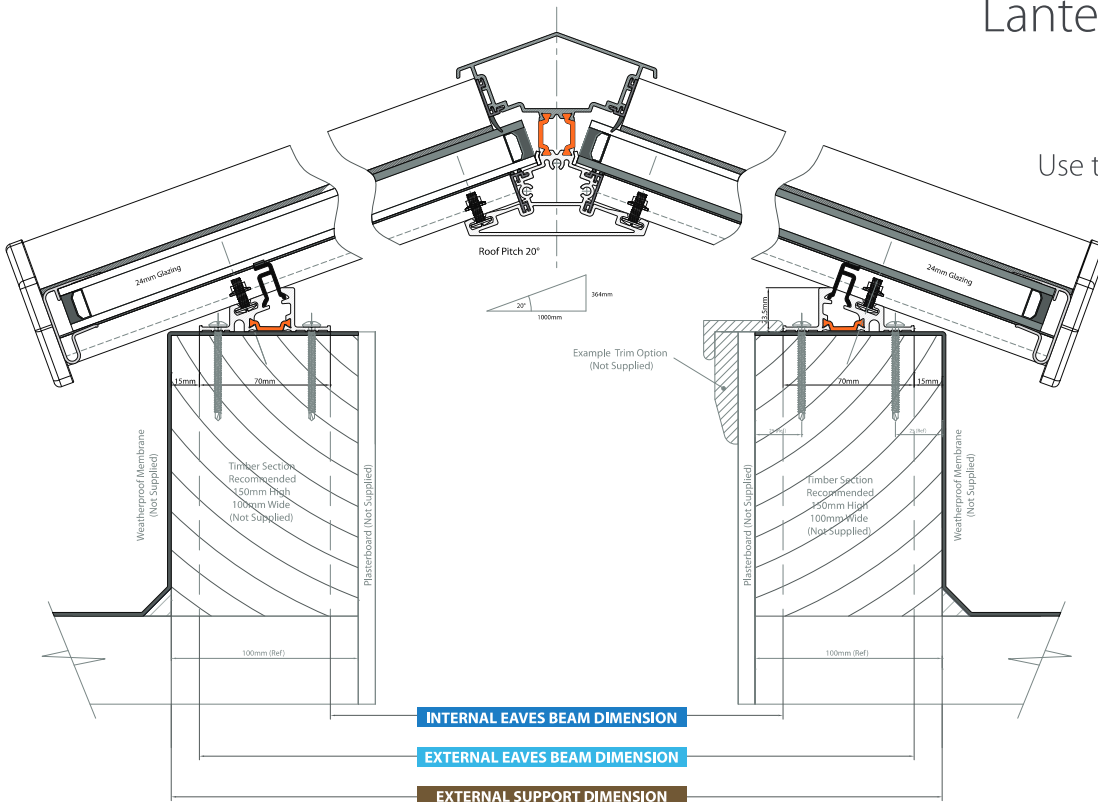 Lante
Use t
24mm Glazing
24mm Glazing
Roof Pitch 20°
364mm
20°
1000mm
3.5mm
Example Trim Option
(Not Supplied)
15mm
70mm
70mm
15mm
25 (Ref)
Weatherproof Membrane
(Not Supplied)
Timber Section
Recommended
150mm High
100mm Wide
(Not Supplied)
Plasterboard (Not Supplied)
Plasterboard (Not Supplied)
Timber Section
Recommended
150mm High
100mm Wide
(Not Supplied)
Weatherproof Membrane
(Not Supplied)
100mm (Ref)
100mm (Ref)
INTERNAL EAVES BEAM DIMENSION
EXTERNAL EAVES BEAM DIMENSION
EXTERNAL SUPPORT DIMENSION